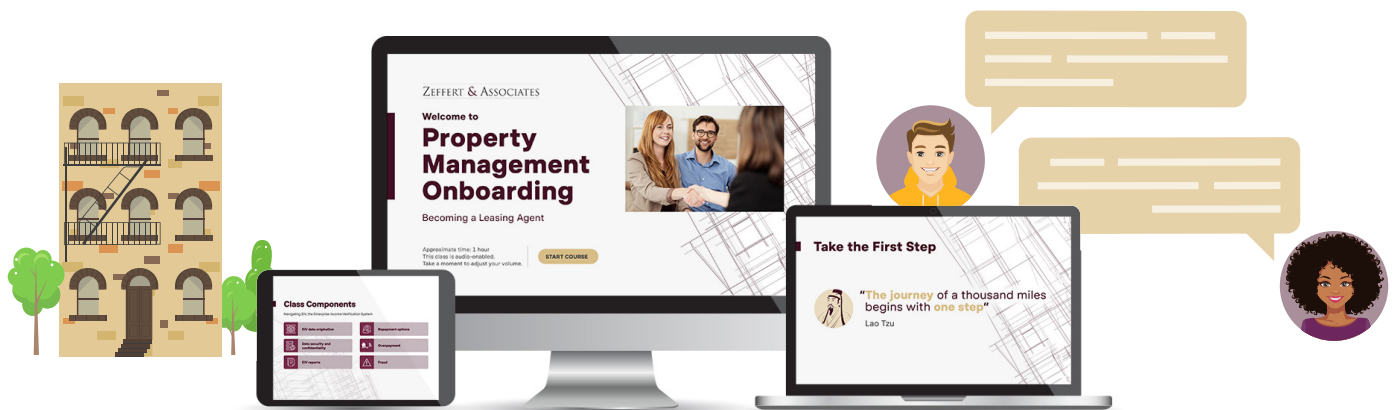 ZEFFERT & ASSOCIATES
Welcome to
Property
Management
Onboarding
Becoming a Leasing Agent
Approximate time: 1 hour
This class is audio-enabled.
Take a moment to adjust your volume.
START COURSE
Class Components
Navigating EIV, the Enterprise Income Verification System
EIV data origination
Repayment options
Data security and
confidentiality
Overpayment
EIV reports
Fraud
Take the First Step
“The journey of a thousand miles
begins with one step“
Lao Tzu